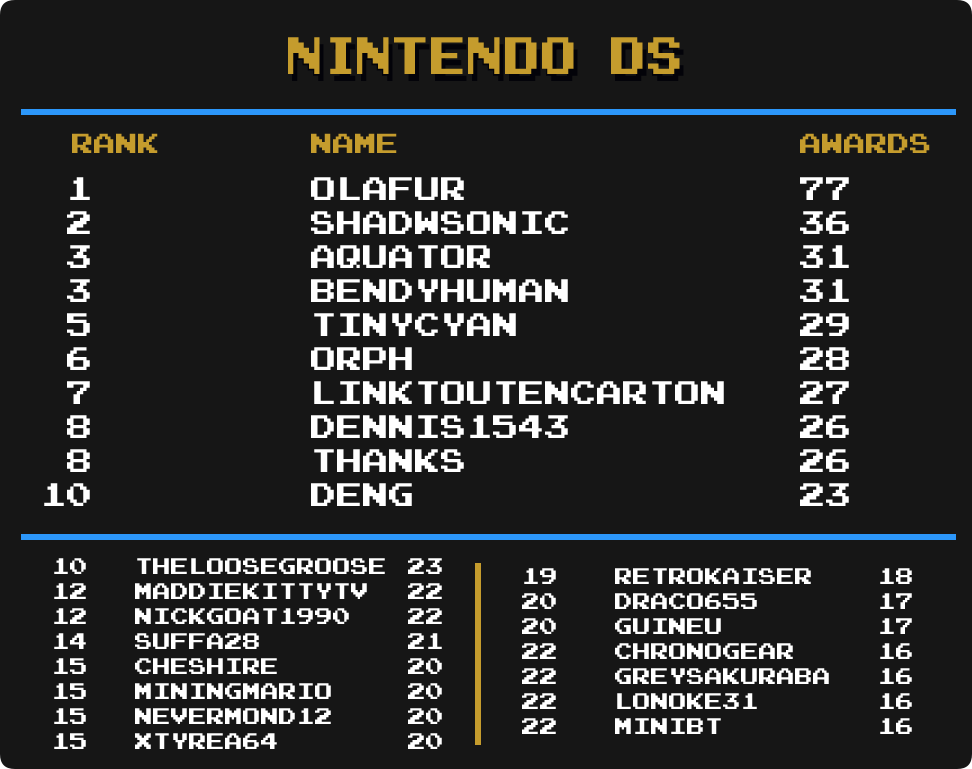 NINTENDO DS
RANK NAME AWARDS
1 OLAFUR 77
2 SHADWSONIC 36
3 AQUATOR 31
3 BENDYHUMAN 31
5 TINYCYAN 29
6 ORPH 28
7 LINKTOUTENCARTON 27
8 DENNIS1543 26
8 THANKS 26
10 DENG 23
10 THELOOSEGROOSE 23
12 MADDIEKITTYTV 22
12 NICKGOAT1990 22
14 SUFFA28 21
15 CHESHIRE 20
15 MININGMARIO 20
15 NEVERMOND12 20
15 XTYREA64 20
19 RETROKAISER 18
20 DRACO655 17
20 GUINEU 17
22 CHRONOGEAR 16
22 GREYSAKURABA 16
22 LONOKE31 16
22 MINIBT 16